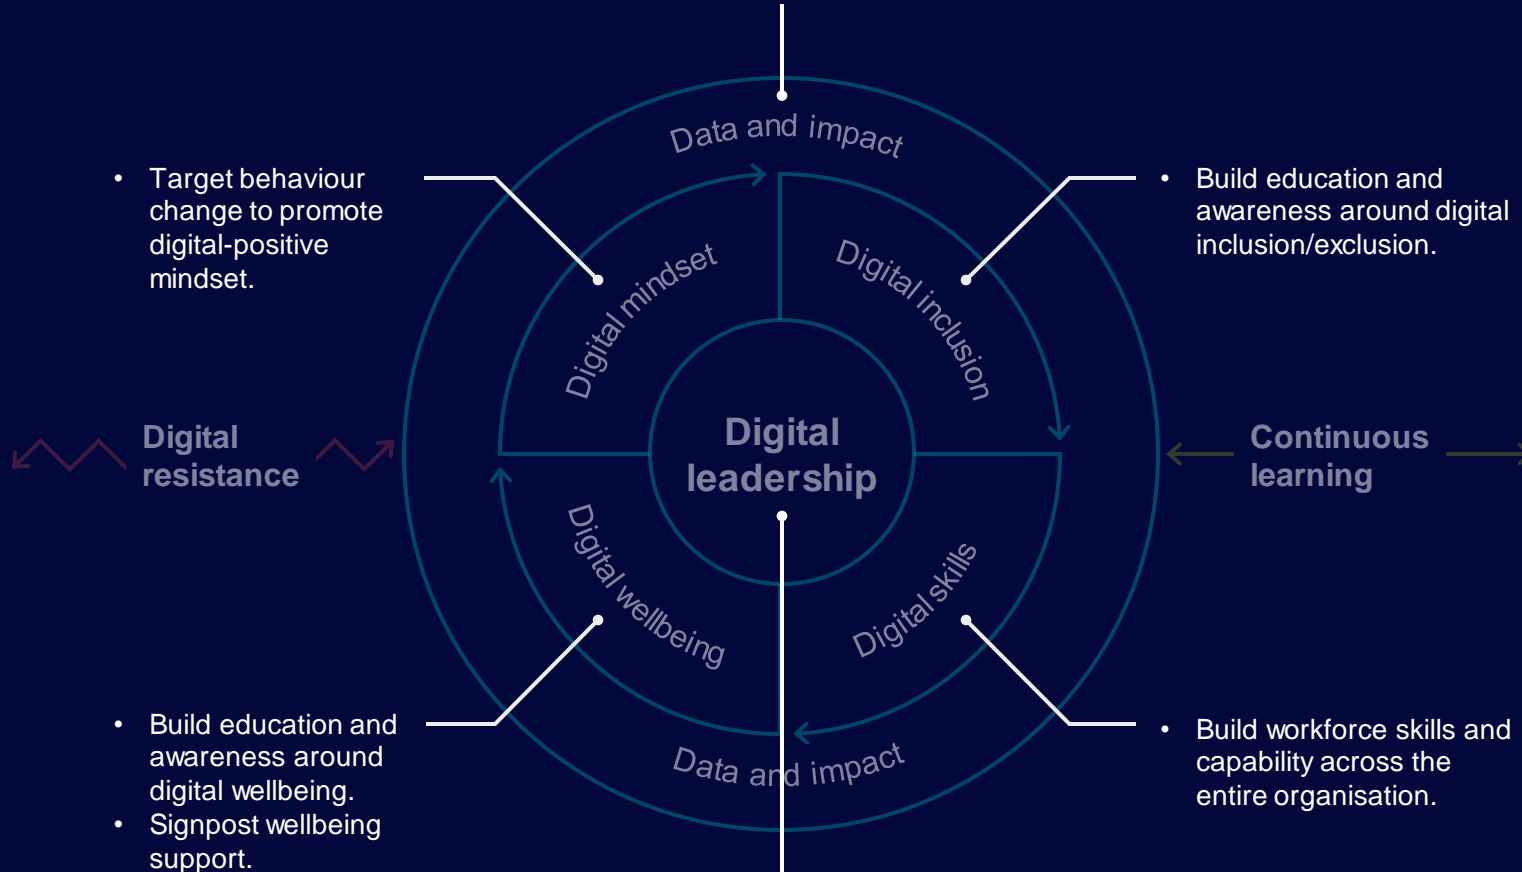 Data and impact
• Target behaviour
change to promote
digital-positive
mindset.
• Build education and
awareness around digital
inclusion/exclusion.
Digital mindset
Digital inclusion
Digital
resistance
Digital
leadership
Continuous
learning
Digital wellbeing
Digital skills
• Build education and
awareness around
digital wellbeing.
• Signpost wellbeing
support.
• Build workforce skills and
capability across the
entire organisation.
Data and impact